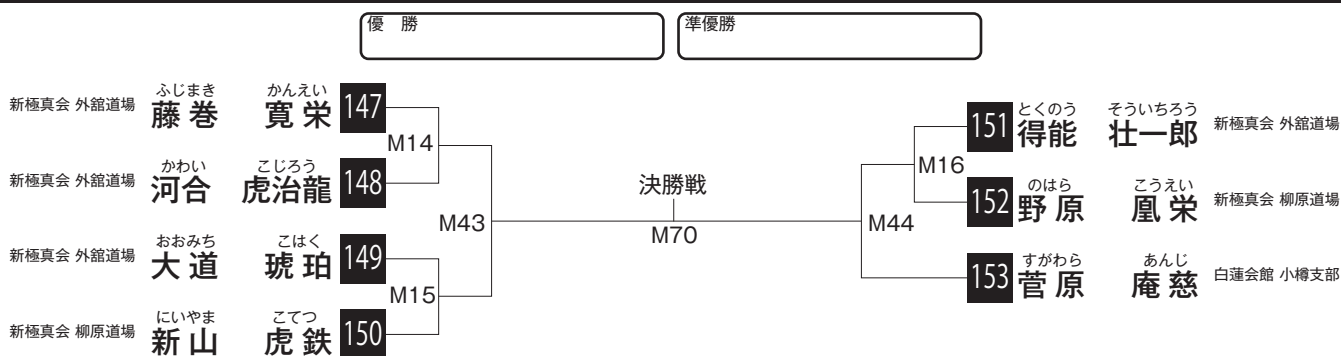 優 勝
準優勝
新極真会 外舘道場 藤巻 寛栄 147
ふじまき かんえい
M14
新極真会 外舘道場 河合 虎治龍 148
かわい こじろう
M43
新極真会 外舘道場 大道 琥珀 149
おおみち こはく
M15
新極真会 柳原道場 新山 虎鉄 150
にいやま こてつ
決勝戦
M70
151 得能 壮一郎 新極真会 外舘道場
とくのう そういちろう
M16
152 野原 凰栄 新極真会 柳原道場
のはら こうえい
M44
153 菅原 庵慈 白蓮会館 小樽支部
すがわら あんじ